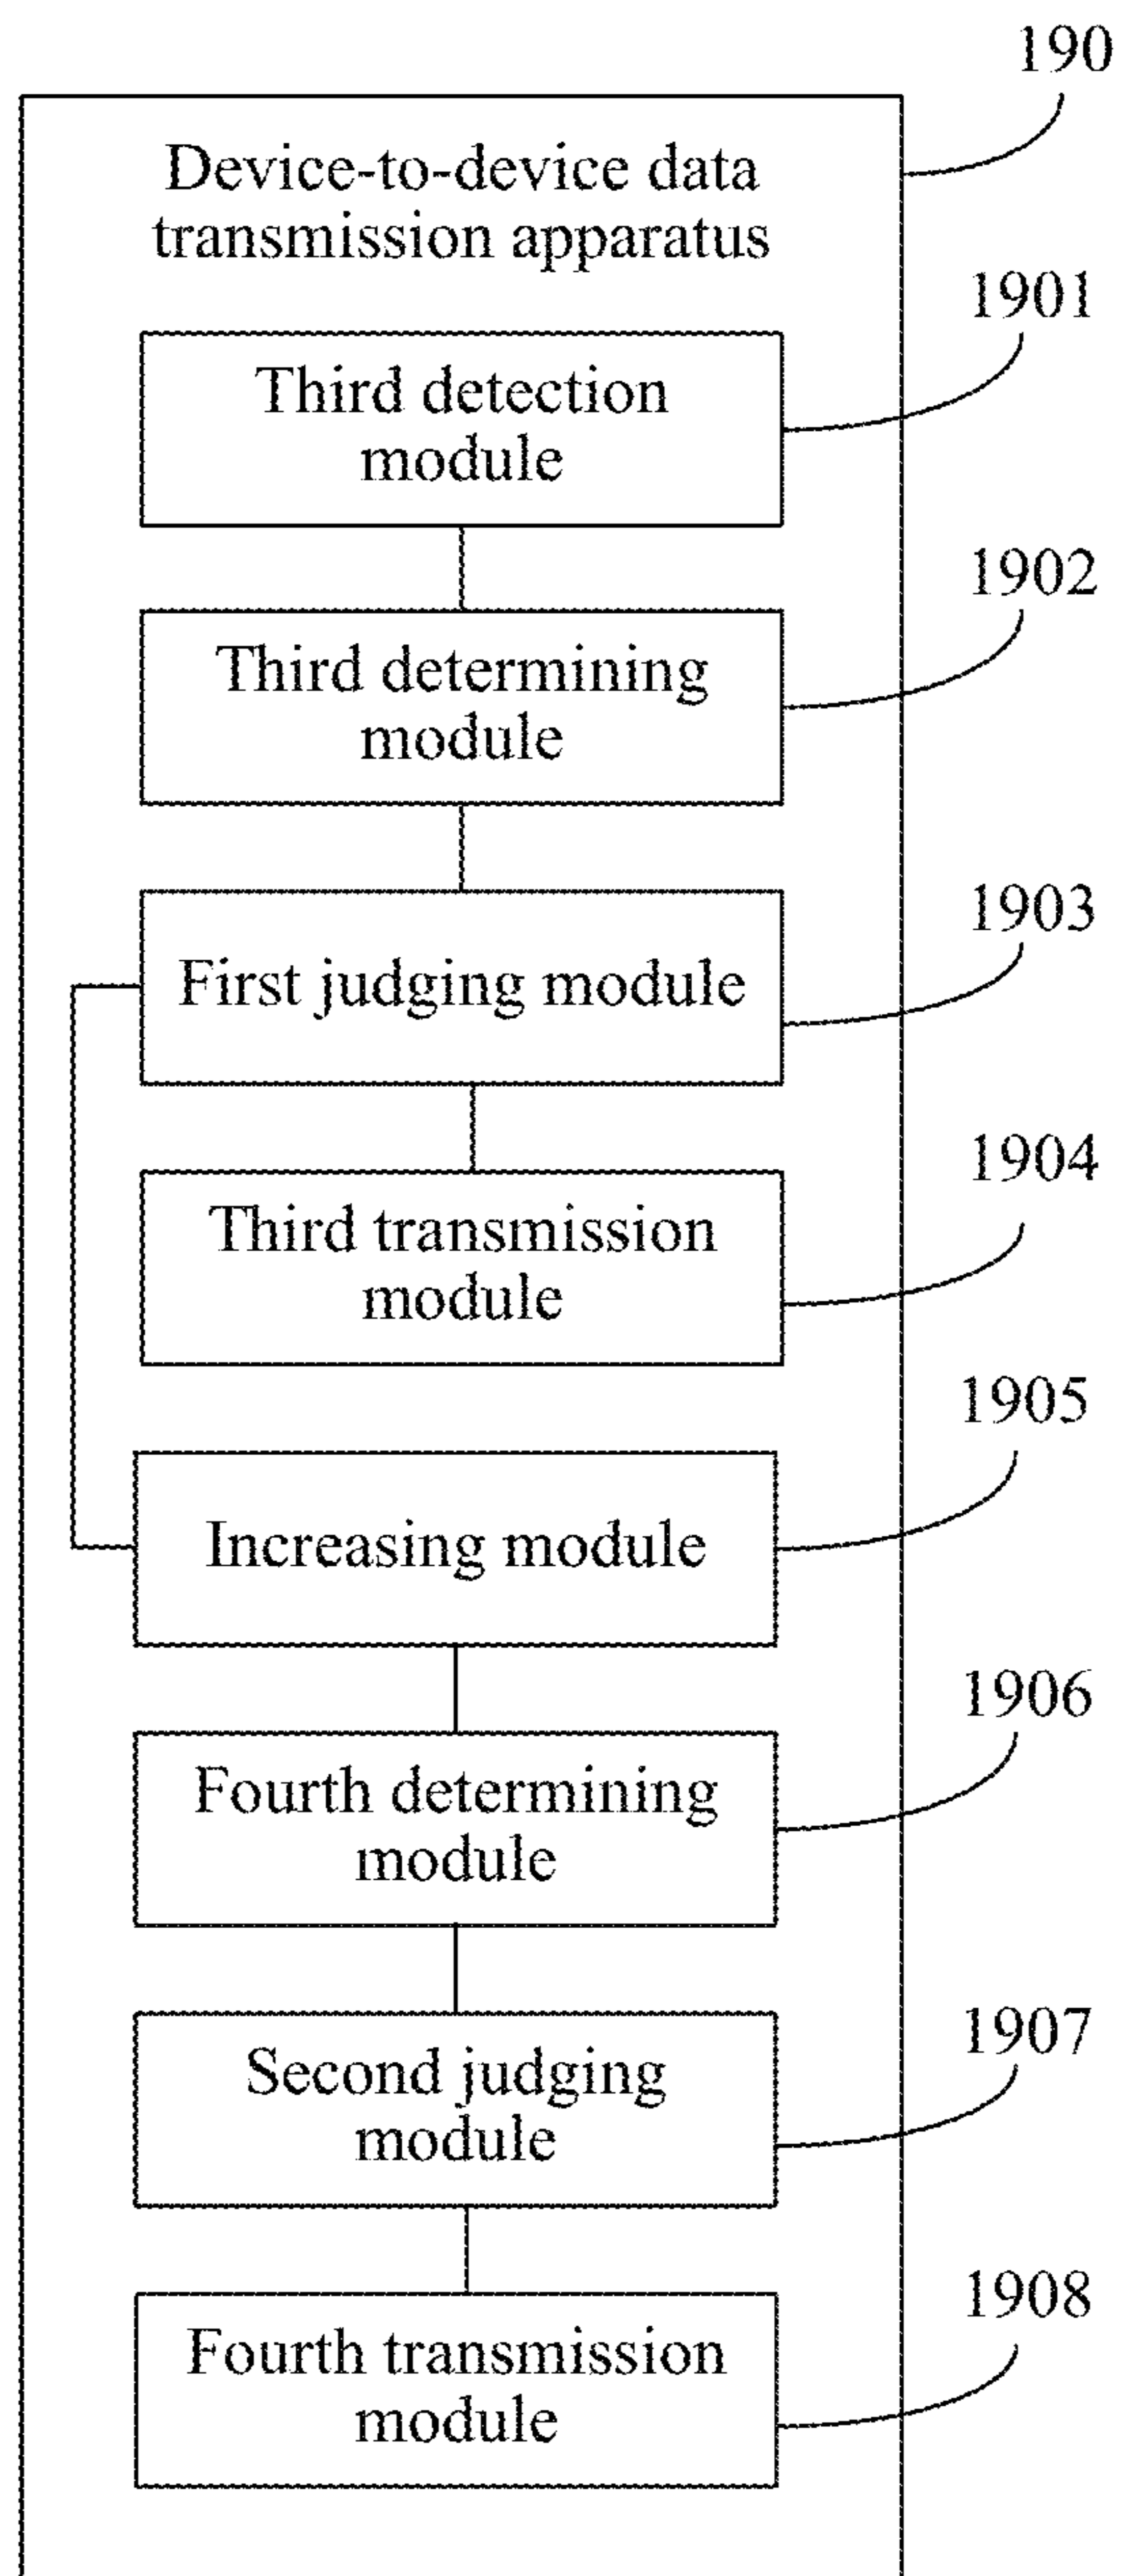 190
Device-to-device data
transmission apparatus
1901
Third detection
module
1902
Third determining
module
1903
First judging module
1904
Third transmission
module
1905
Increasing module
1906
Fourth determining
module
1907
Second judging
module
1908
Fourth transmission
module